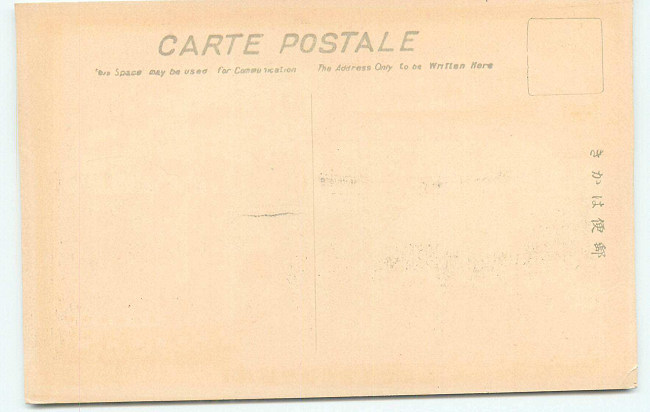 CARTE POSTALE
This Space may be used for Communication
The Address Only to be Written Here
郵便はかき